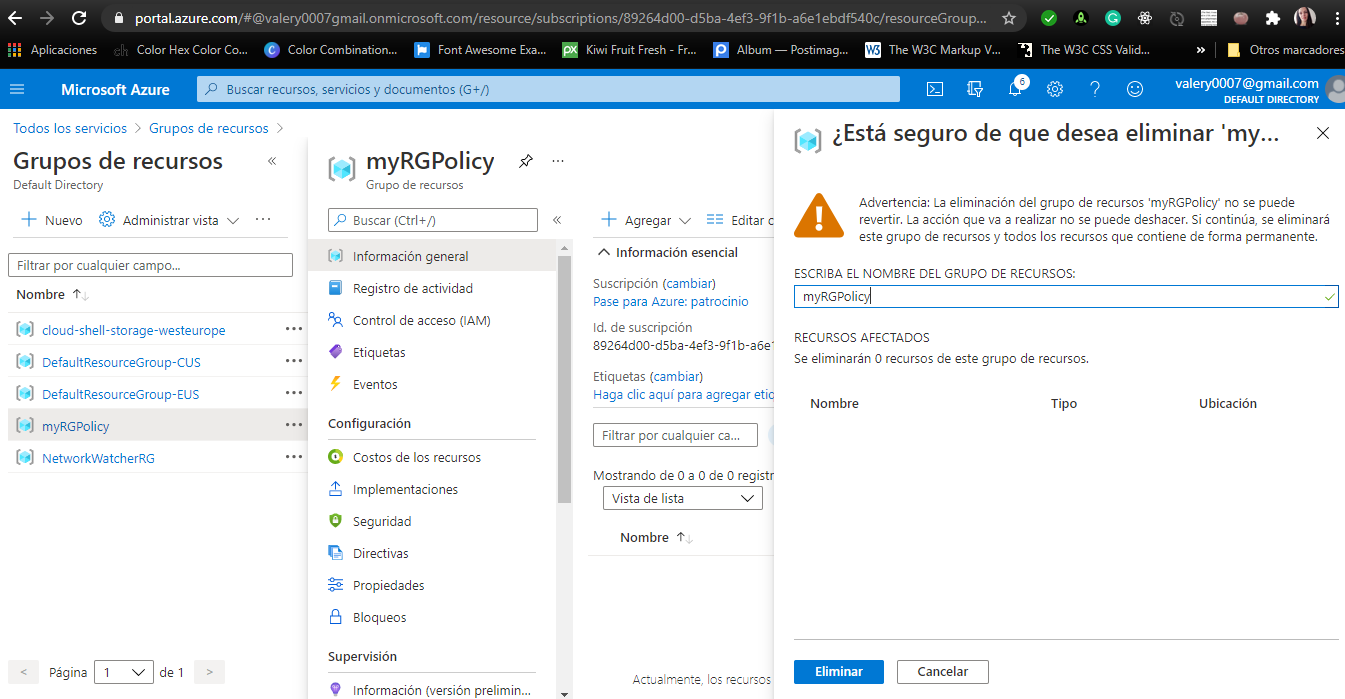 portal.azure.com/#@valery0007gmail.onmicrosoft.com/resource/subscriptions/89264d00-d5ba-4ef3-9f1b-a6e1ebdf540c/resourceGroup...
Aplicaciones
Color Hex Color Co...
Color Combination...
Font Awesome Exa...
Kiwi Fruit Fresh - Fr...
Album — Postimag...
The W3C Markup V...
The W3C CSS Valid...
»
Otros marcadores
Microsoft Azure
Buscar recursos, servicios y documentos (G+/)
6
valery0007@gmail.com
DEFAULT DIRECTORY
Todos los servicios > Grupos de recursos >
Grupos de recursos
Default Directory
Nuevo
Administrar vista
Filtrar por cualquier campo...
Nombre
cloud-shell-storage-westeurope
DefaultResourceGroup-CUS
DefaultResourceGroup-EUS
myRGPolicy
NetworkWatcherRG
< Página 1 de 1 >
myRGPolicy
Grupo de recursos
Buscar (Ctrl+/)
Información general
Registro de actividad
Control de acceso (IAM)
Etiquetas
Eventos
Configuración
Costos de los recursos
Implementaciones
Seguridad
Directivas
Propiedades
Bloqueos
Supervisión
Información (versión prelimin...
Agregar
Editar c
Información esencial
Suscripción (cambiar)
Pase para Azure: patrocinio
Id. de suscripción
89264d00-d5ba-4ef3-9f1b-a6e1
Etiquetas (cambiar)
Haga clic aquí para agregar etiq
Filtrar por cualquier ca...
Mostrando de 0 a 0 de 0 registr
Vista de lista
Nombre
Actualmente, los recursos
¿Está seguro de que desea eliminar 'my...
Advertencia: La eliminación del grupo de recursos 'myRGPolicy' no se puede
revertir. La acción que va a realizar no se puede deshacer. Si continúa, se eliminará
este grupo de recursos y todos los recursos que contiene de forma permanente.
ESCRIBA EL NOMBRE DEL GRUPO DE RECURSOS:
myRGPolicy
RECURSOS AFECTADOS
Se eliminarán 0 recursos de este grupo de recursos.
Nombre Tipo Ubicación
Eliminar
Cancelar